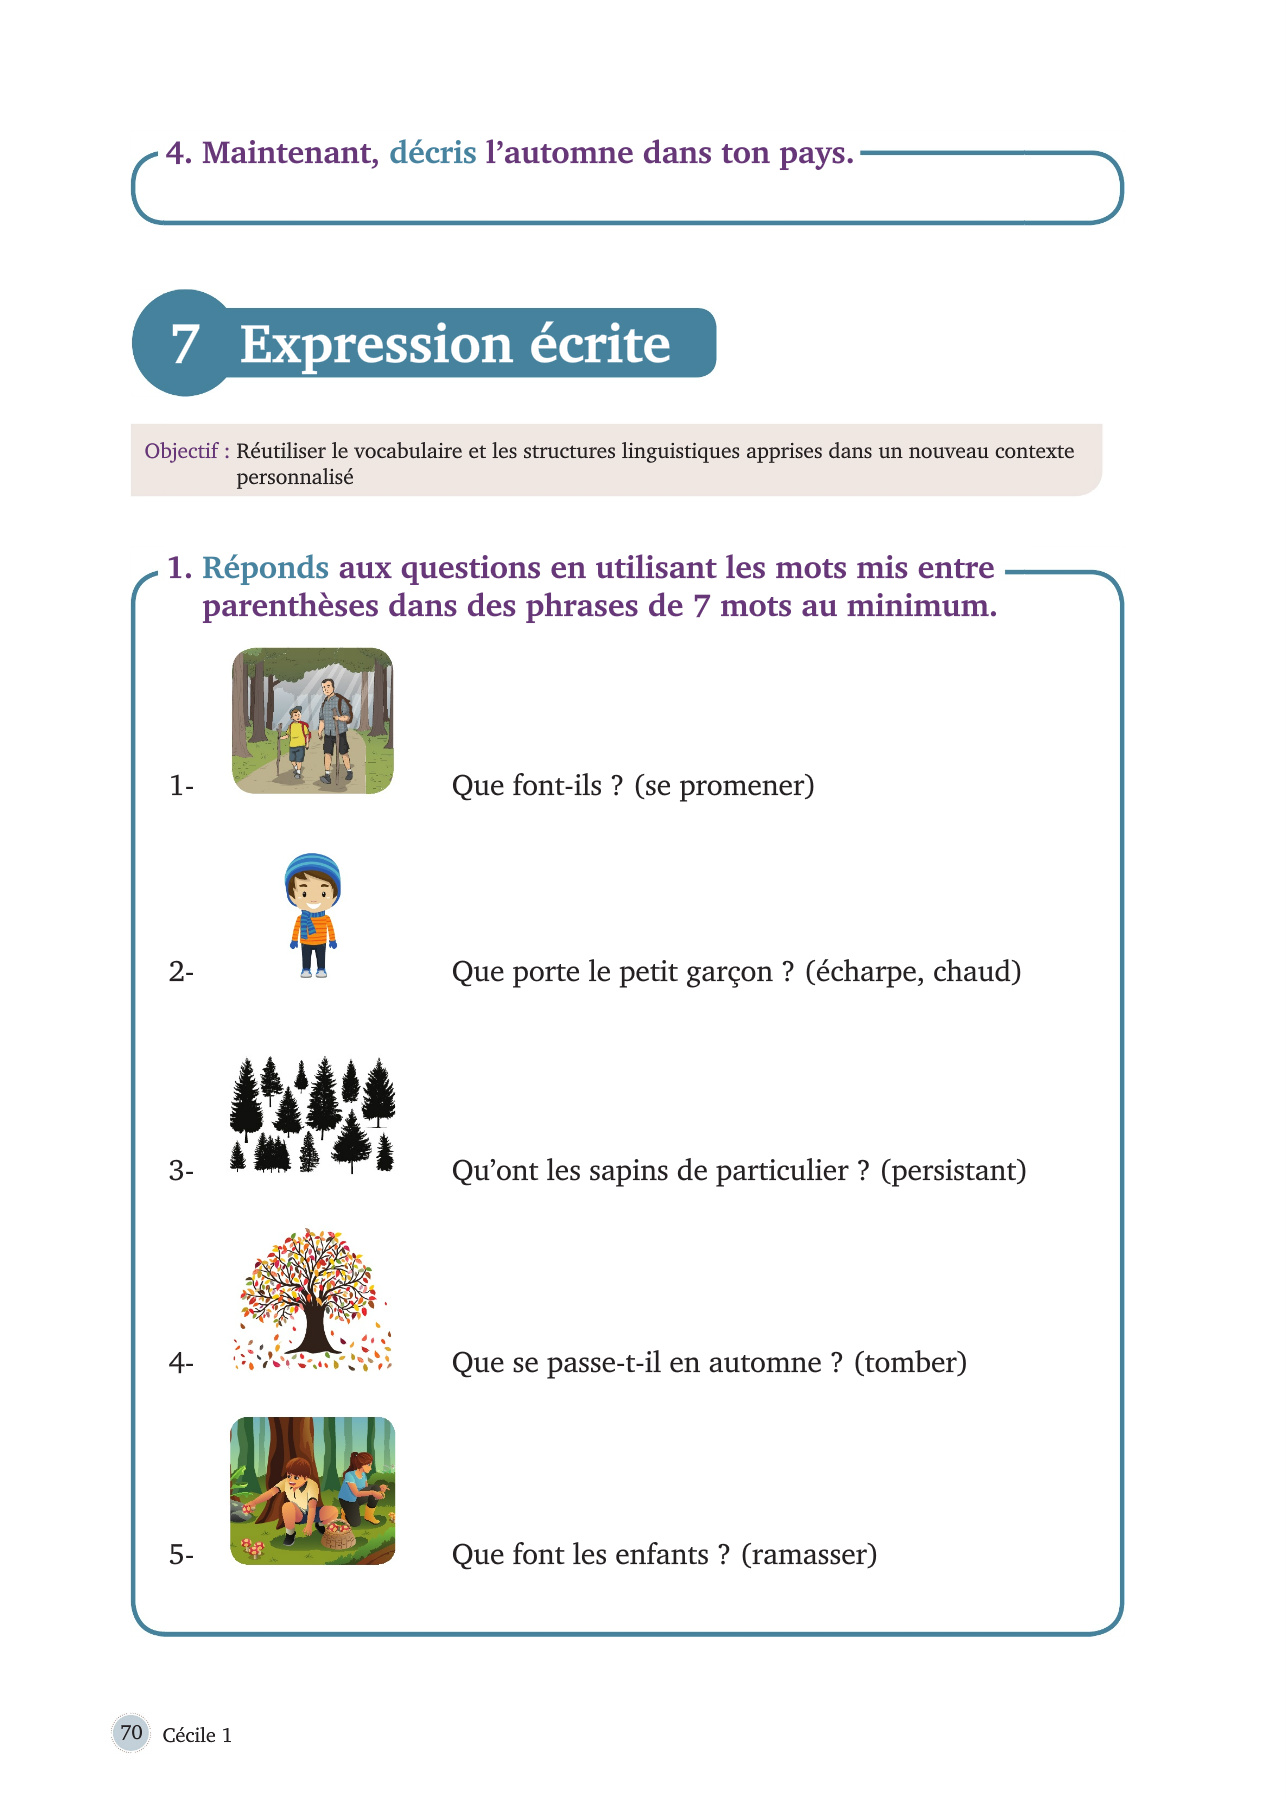 4. Maintenant, décris l’automne dans ton pays.
7 Expression écrite
Objectif : Réutiliser le vocabulaire et les structures linguistiques apprises dans un nouveau contexte
personnalisé
1. Réponds aux questions en utilisant les mots mis entre
parenthèses dans des phrases de 7 mots au minimum.
1- Que font-ils ? (se promener)
2- Que porte le petit garçon ? (écharpe, chaud)
3- Qu’ont les sapins de particulier ? (persistant)
4- Que se passe-t-il en automne ? (tomber)
5- Que font les enfants ? (ramasser)
70 Cécile 1